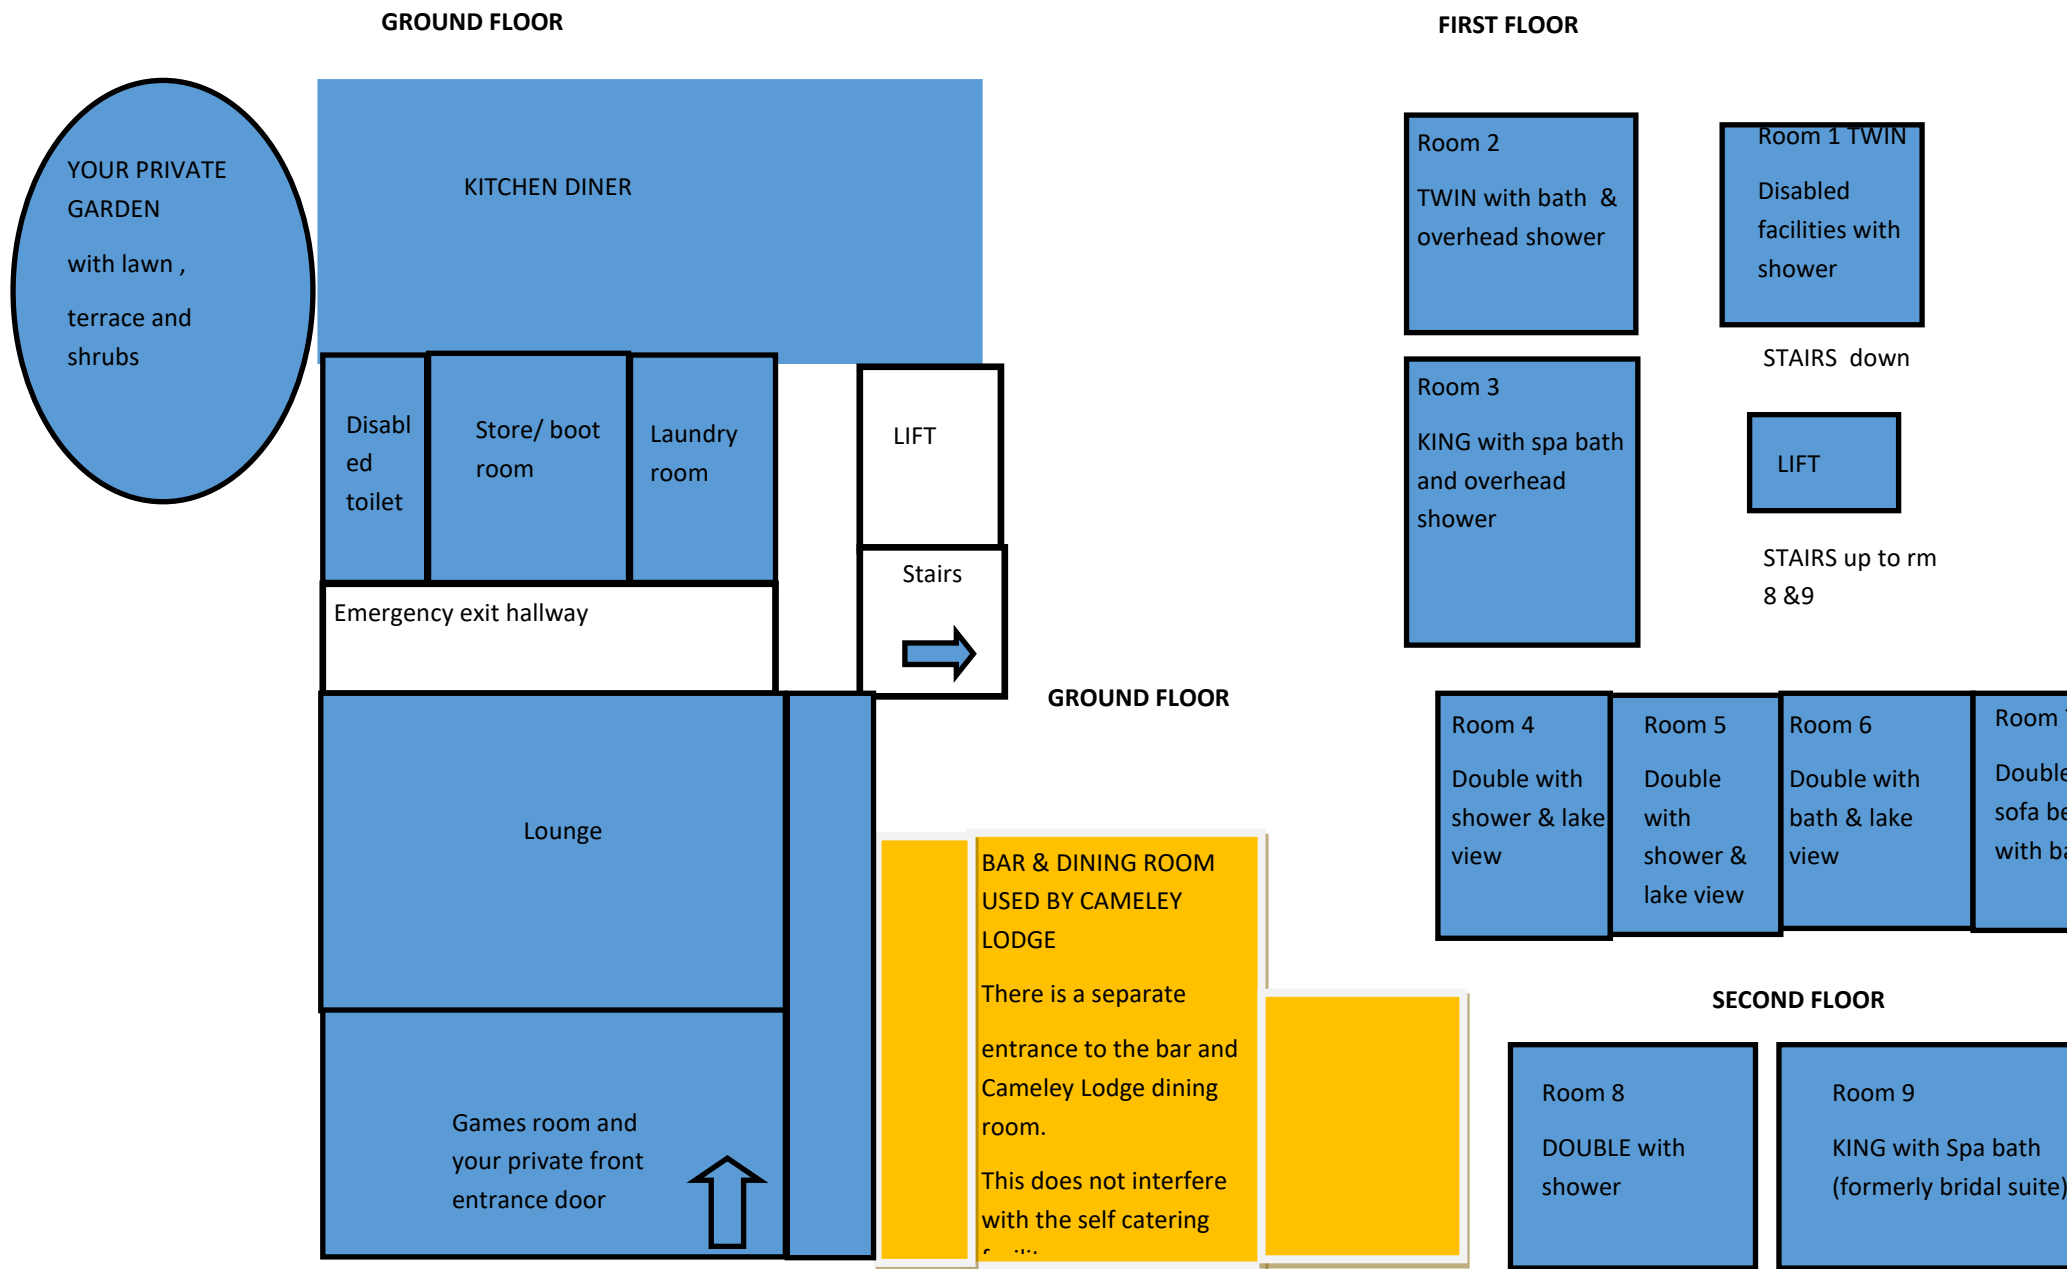 GROUND FLOOR
YOUR PRIVATE
GARDEN
with lawn ,
terrace and
shrubs
KITCHEN DINER
Disabl
ed
toilet
Store/ boot
room
Laundry
room
LIFT
Stairs
Emergency exit hallway
Lounge
Games room and
your private front
entrance door
GROUND FLOOR
BAR & DINING ROOM
USED BY CAMELEY
LODGE
There is a separate
entrance to the bar and
Cameley Lodge dining
room.
This does not interfere
with the self catering
FIRST FLOOR
Room 2
TWIN with bath & 
overhead shower
Room 1 TWIN
Disabled
facilities with
shower
STAIRS down
Room 3
KING with spa bath
and overhead
shower
LIFT
STAIRS up to rm
8 &9
Room 4
Double with
shower & lake
view
Room 5
Double
with
shower &
lake view
Room 6
Double with
bath & lake
view
Room
Double
sofa
with
SECOND FLOOR
Room 8
DOUBLE with
shower
Room 9
KING with Spa bath
(formerly bridal suite)